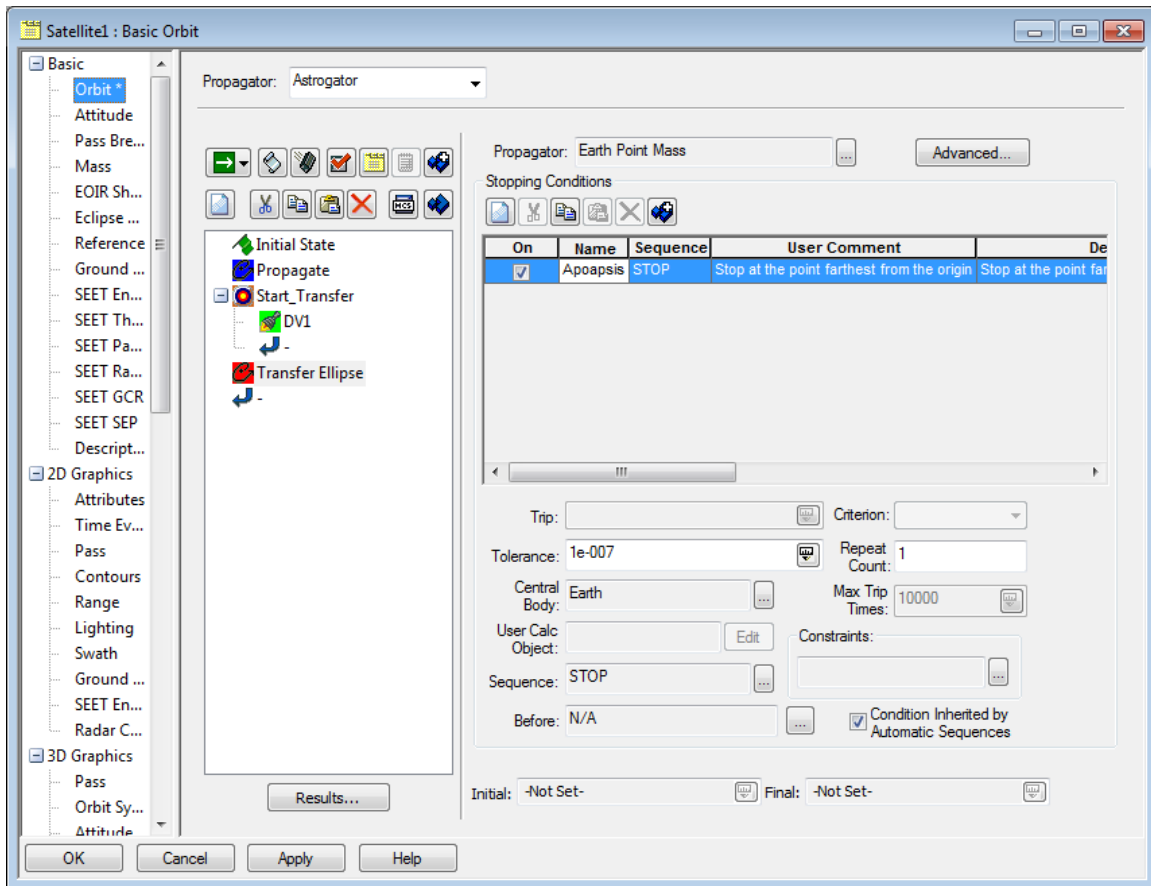 Satellite1 : Basic Orbit
Basic
Orbit *
Attitude
Pass Bre...
Mass
EOIR Sh...
Eclipse ...
Reference
Ground ...
SEET En...
SEET Th...
SEET Pa...
SEET Ra...
SEET GCR
SEET SEP
Descript...
2D Graphics
Attributes
Time Ev...
Pass
Contours
Range
Lighting
Swath
Ground ...
SEET En...
Radar C...
3D Graphics
Pass
Orbit Sy...
Attitude
Propagator: Astrogator
MCS
Initial State
Propagate
Start_Transfer
DV1
-
Transfer Ellipse
-
Results...
Propagator: Earth Point Mass ... Advanced...
Stopping Conditions
On Name Sequence User Comment De
Apoapsis STOP Stop at the point farthest from the origin Stop at the point far
Trip: Criterion:
Tolerance: 1e-007 Repeat Count: 1
Central Body: Earth ... Max Trip Times: 10000
User Calc Object: Edit Constraints:
...
Sequence: STOP ...
Before: N/A ... Condition Inherited by
Automatic Sequences
Initial: -Not Set- Final: -Not Set-
OK Cancel Apply Help